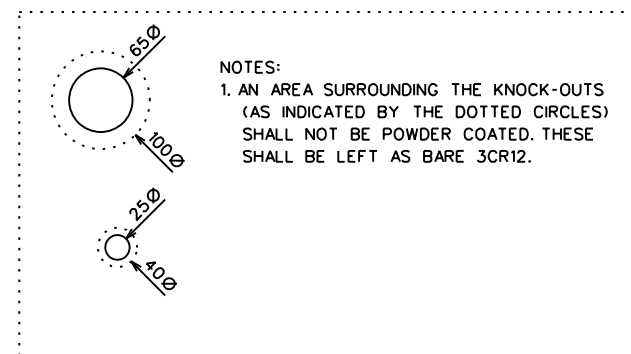 65Ø
100Ø
NOTES:
1. AN AREA SURROUNDING THE KNOCK-OUTS
(AS INDICATED BY THE DOTTED CIRCLES)
SHALL NOT BE POWDER COATED. THESE
SHALL BE LEFT AS BARE 3CR12.
25Ø
40Ø